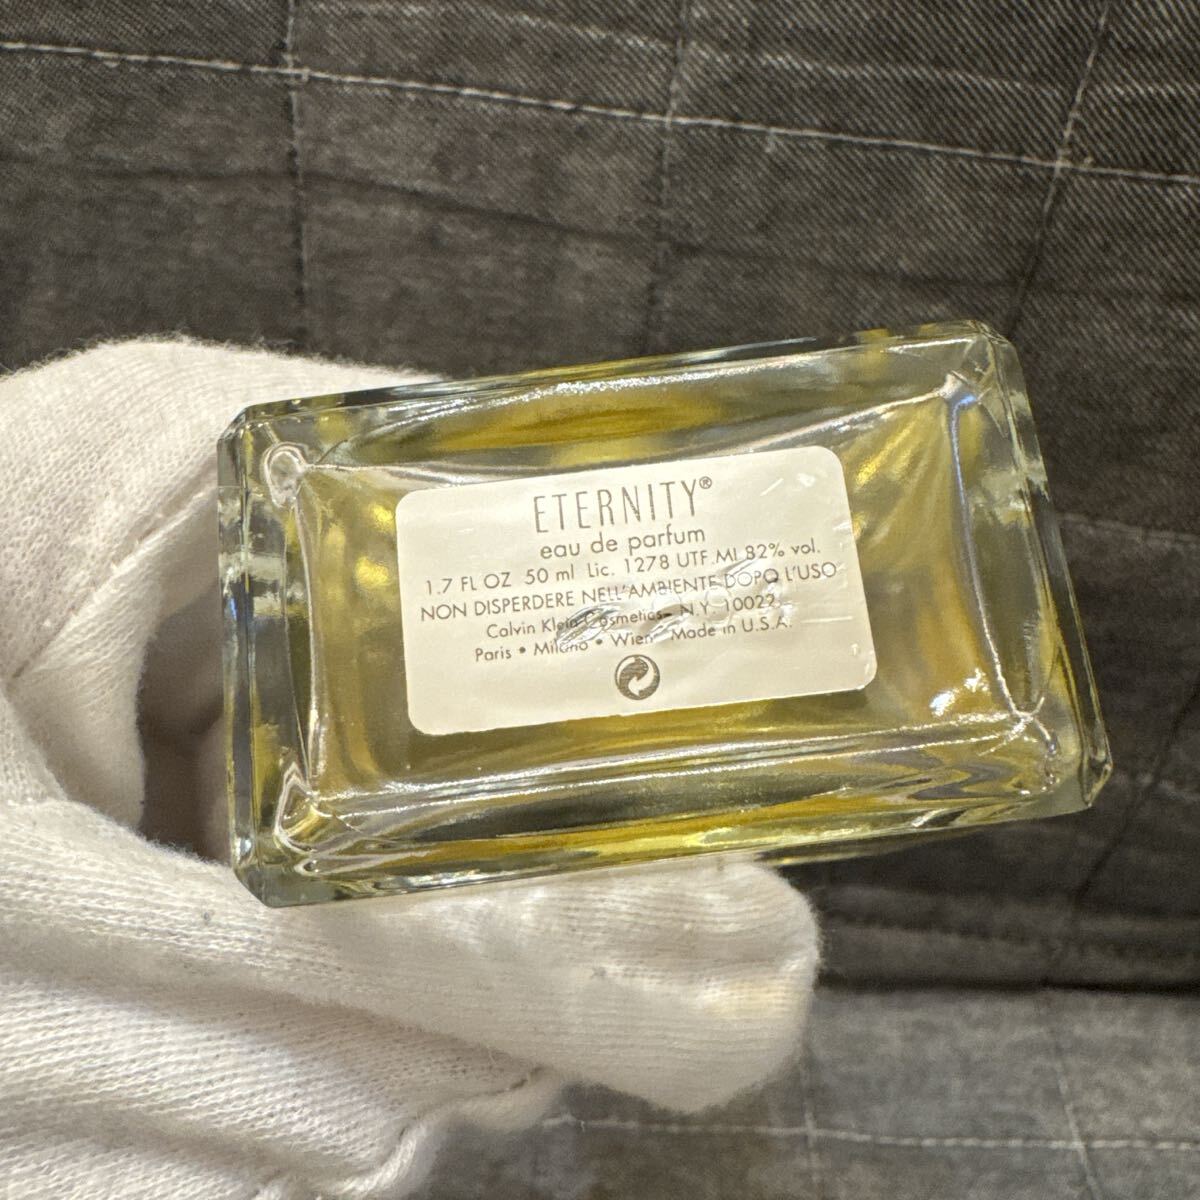 ETERNITY®
eau de parfum
1.7 FL OZ 50 ml Lic. 1278 UTF.MI 82% vol.
NON DISPERDERE NELL'AMBIENTE DOPO L'USO
Calvin Klein Cosmetics N.Y. 10022
Paris • Milano • Wien Made in U.S.A.